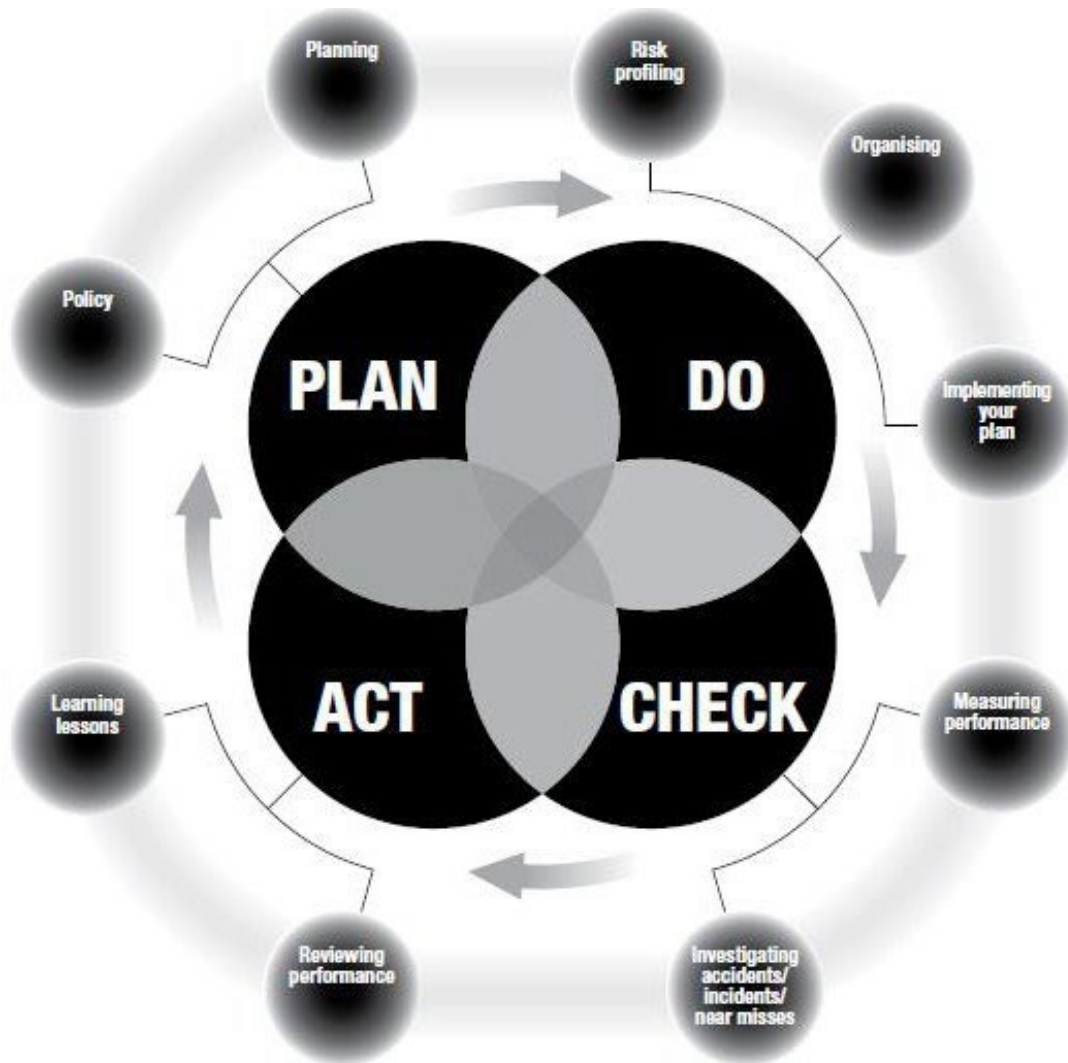 Planning
Risk
profiling
Organising
Policy
PLAN
DO
Implementing
your
plan
ACT
CHECK
Learning
lessons
Measuring
performance
Reviewing
performance
Investigating
accidents/
incidents/
near misses